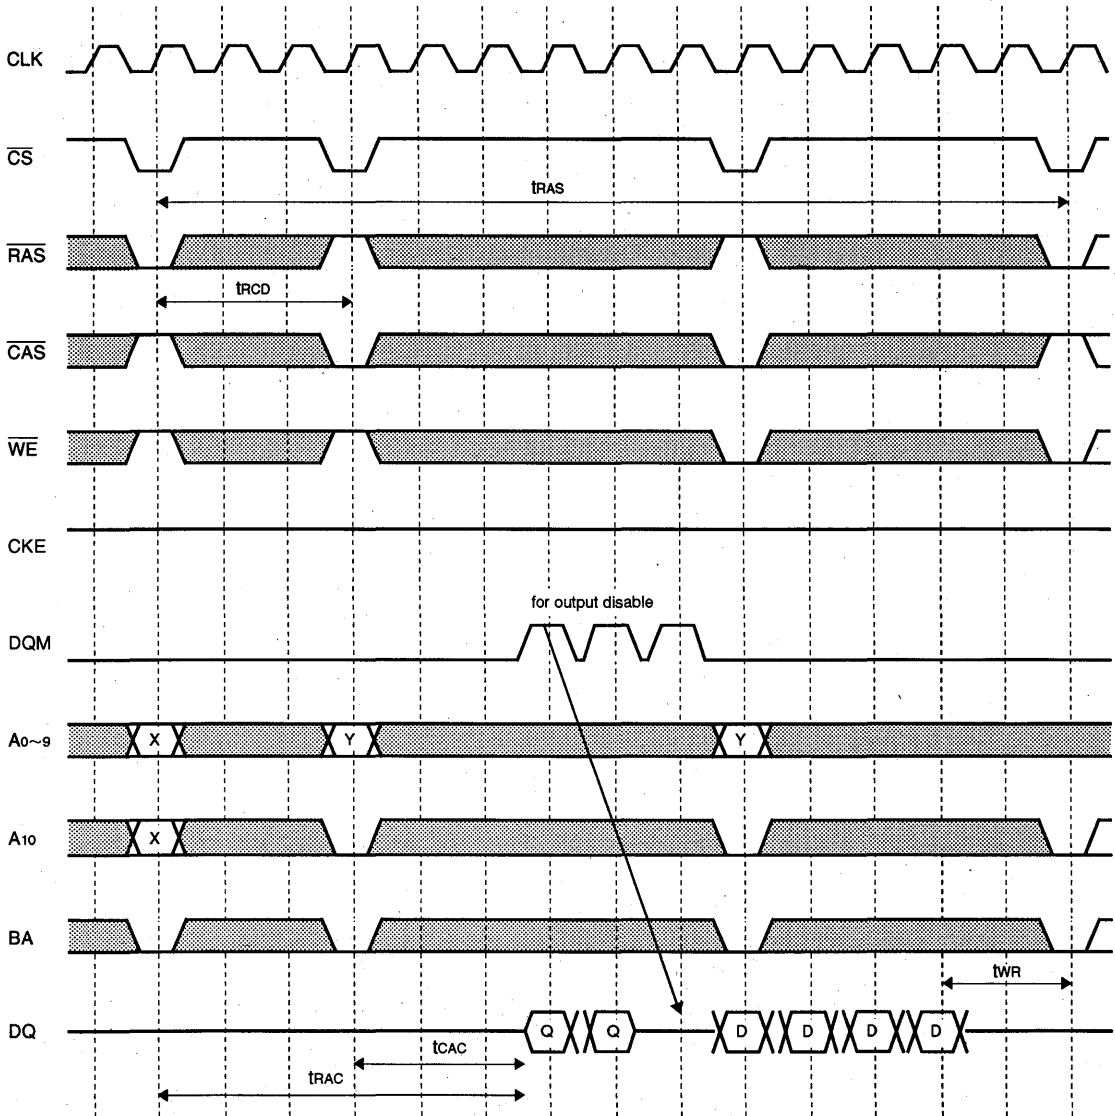 CLK
CS
tRAS
RAS
tRCD
CAS
WE
CKE
for output disable
DQM
A0~9 X Y Y
A10 X
BA
tWR
DQ Q Q D D D D
tCAC
tRAC